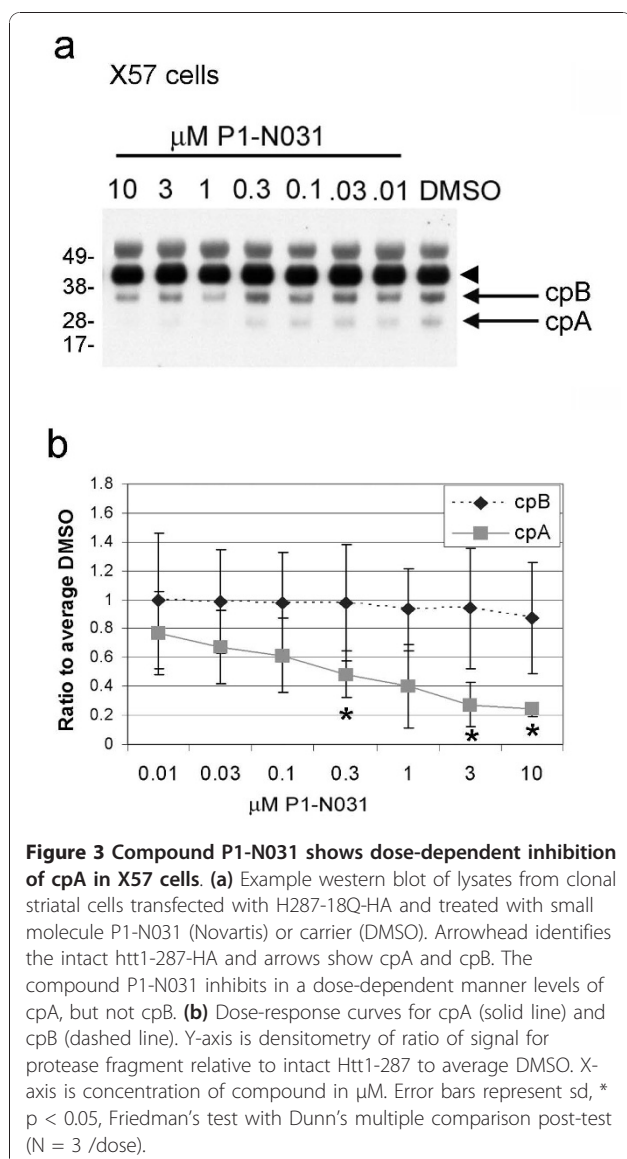 a
X57 cells
μM P1-N031
10 3 1 0.3 0.1 .03 .01 DMSO
49-
38-
cpB
28-
cpA
17-
b
1.8
1.6
1.4
1.2
1
0.8
0.6
0.4
0.2
0
Ratio to average DMSO
cpB
cpA
* * *
0.01 0.03 0.1 0.3 1 3 10
μM P1-N031
Figure 3 Compound P1-N031 shows dose-dependent inhibition
of cpA in X57 cells. (a) Example western blot of lysates from clonal
striatal cells transfected with H287-18Q-HA and treated with small
molecule P1-N031 (Novartis) or carrier (DMSO). Arrowhead identifies
the intact htt1-287-HA and arrows show cpA and cpB. The
compound P1-N031 inhibits in a dose-dependent manner levels of
cpA, but not cpB. (b) Dose-response curves for cpA (solid line) and
cpB (dashed line). Y-axis is densitometry of ratio of signal for
protease fragment relative to intact Htt1-287 to average DMSO. X-
axis is concentration of compound in μM. Error bars represent sd, *
p < 0.05, Friedman's test with Dunn's multiple comparison post-test
(N = 3 /dose).